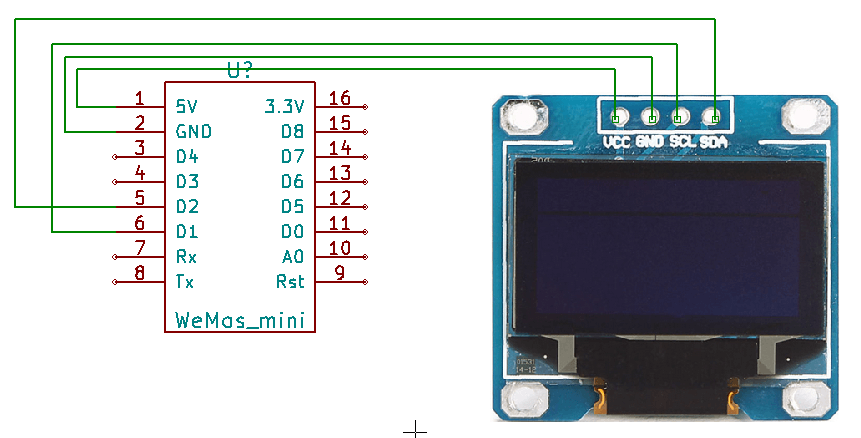 U?
1 5V 3.3V 16
2 GND D8 15
3 D4 D7 14
4 D3 D6 13
5 D2 D5 12
6 D1 D0 11
7 Rx A0 10
8 Tx Rst 9
WeMas_mini
VCC GND SCL SDA